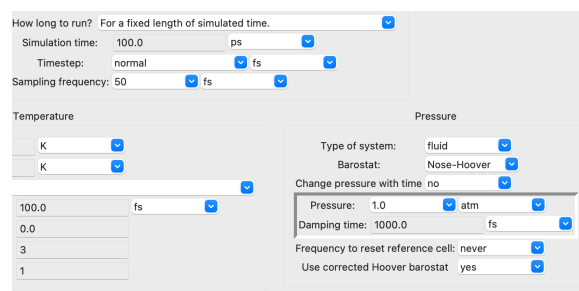 How long to run? For a fixed length of simulated time.
Simulation time: 100.0 ps
Timestep: normal fs
Sampling frequency: 50 fs
Temperature
K
K
100.0 fs
0.0
3
1
Pressure
Type of system: fluid
Barostat: Nose-Hoover
Change pressure with time no
Pressure: 1.0 atm
Damping time: 1000.0 fs
Frequency to reset reference cell: never
Use corrected Hoover barostat yes